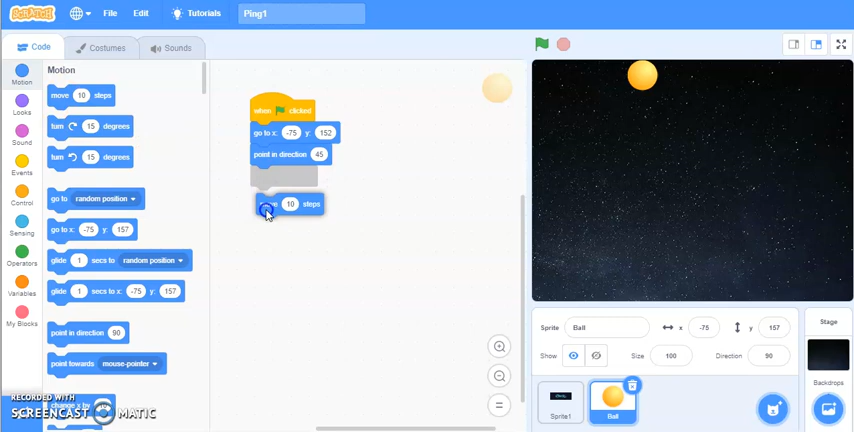 SCRATCH File Edit Tutorials Ping1
Code Costumes Sounds
Motion
Looks
Sound
Events
Control
Sensing
Operators
Variables
My Blocks
Motion
move 10 steps
turn 15 degrees
turn 15 degrees
go to random position
go to x: -75 y: 157
glide 1 secs to random position
glide 1 secs to x: -75 y: 157
point in direction 90
point towards mouse-pointer
change x by
RECORDED WITH
SCREENCAST MATIC
when clicked
go to x: -75 y: 152
point in direction 45
10 steps
Sprite Ball x -75 y 157
Show Size 100 Direction 90
Sprite1
Ball
Stage
Backdrops